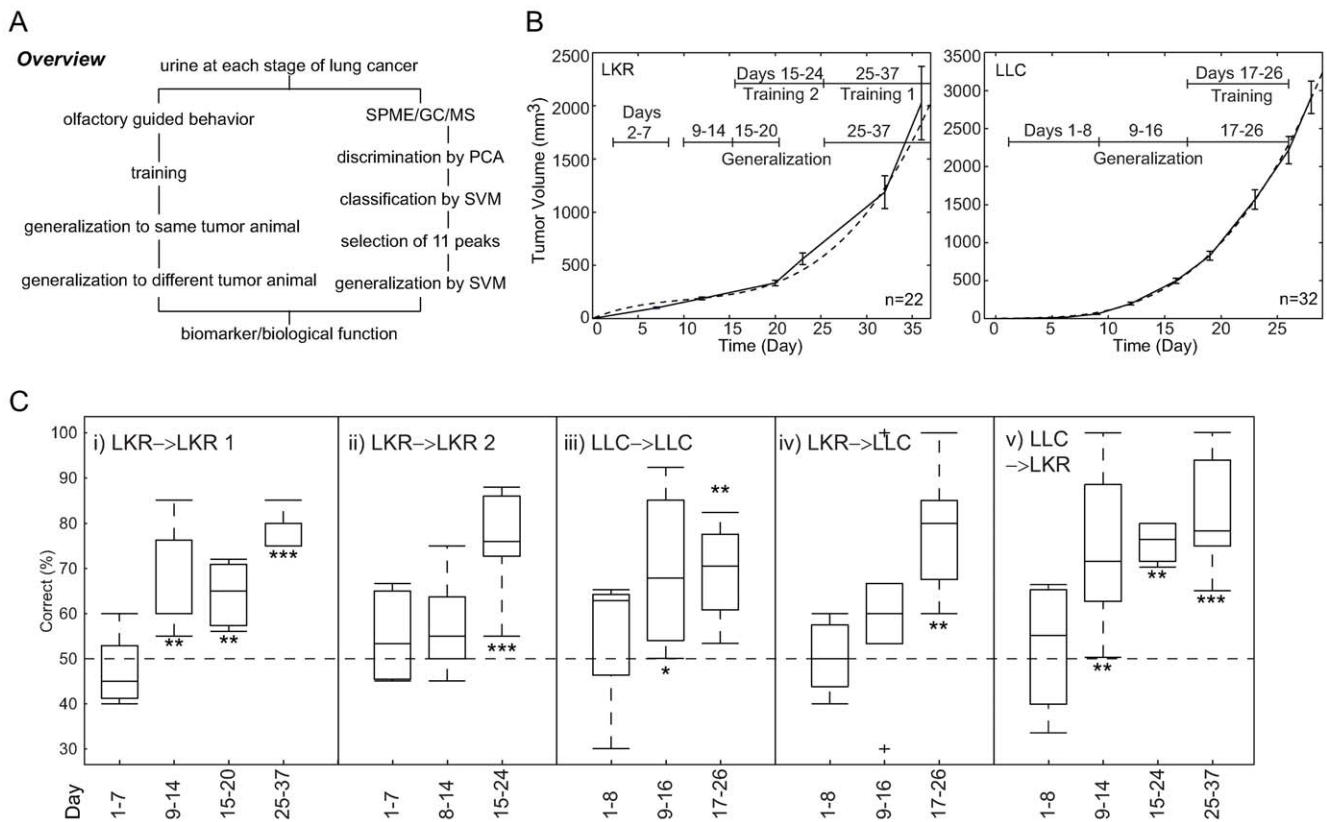 A
Overview
urine at each stage of lung cancer
olfactory guided behavior
SPME/GC/MS
training
discrimination by PCA
classification by SVM
generalization to same tumor animal
selection of 11 peaks
generalization to different tumor animal
generalization by SVM
biomarker/biological function
B
LKR
Days 15-24 25-37
Training 2 Training 1
Days
2-7 9-14 15-20 25-37
Generalization
Tumor Volume (mm3)
2500
2000
1500
1000
500
0
0 5 10 15 20 25 30 35
Time (Day)
n=22
LLC
Days 17-26
Training
Days 1-8 9-16 17-26
Generalization
3500
3000
2500
2000
1500
1000
500
0
0 5 10 15 20 25
Time (Day)
n=32
C
i) LKR->LKR 1
ii) LKR->LKR 2
iii) LLC->LLC
iv) LKR->LLC
v) LLC
->LKR
Correct (%)
100
90
80
70
60
50
40
30
** ** *** *** * ** ** ** ** ***
Day
1-7 9-14 15-20 25-37
1-7 8-14 15-24
1-8 9-16 17-26
1-8 9-16 17-26
1-8 9-14 15-24 25-37